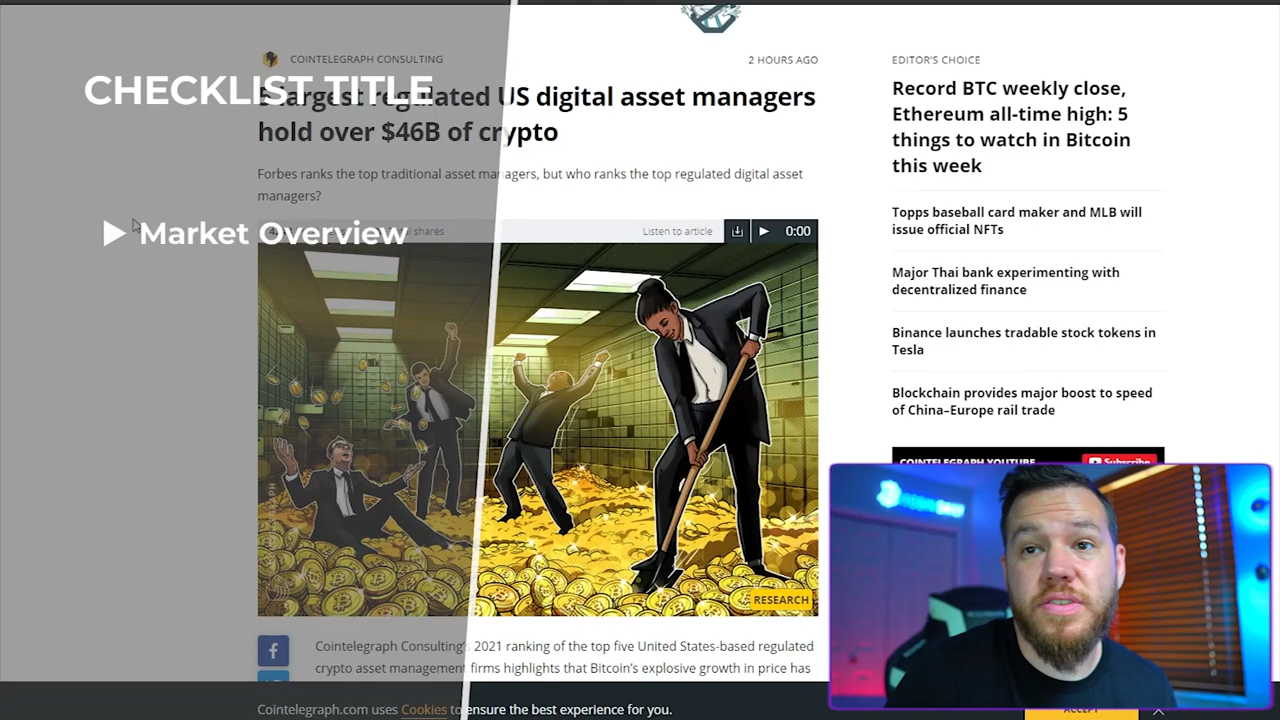 COINTELEGRAPH CONSULTING
2 HOURS AGO
CHECKLIST TITLE
largest regulated US digital asset managers
hold over $46B of crypto
Forbes ranks the top traditional asset managers, but who ranks the top regulated digital asset
managers?
Market Overview
shares
Listen to article
0:00
RESEARCH
Cointelegraph Consulting's 2021 ranking of the top five United States-based regulated
crypto asset management firms highlights that Bitcoin's explosive growth in price has
EDITOR'S CHOICE
Record BTC weekly close,
Ethereum all-time high: 5
things to watch in Bitcoin
this week
Topps baseball card maker and MLB will
issue official NFTs
Major Thai bank experimenting with
decentralized finance
Binance launches tradable stock tokens in
Tesla
Blockchain provides major boost to speed
of China–Europe rail trade
COINTELEGRAPH YOUTUBE
Subscribe
Cointelegraph.com uses Cookies to ensure the best experience for you.
ACCEPT